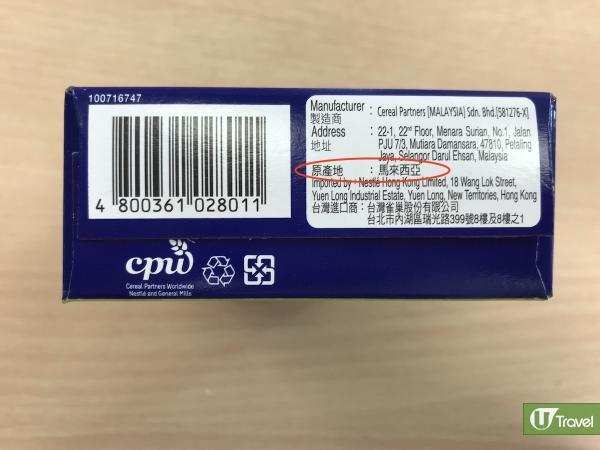 100716747
4 800361 028011
cpw
Cereal Partners Worldwide
Nestlé and General Mills
Manufacturer : Cereal Partners [MALAYSIA] Sdn. Bhd.[581276-X],
製造商
Address : 22-1, 22nd Floor, Menara Surian, No.1, Jalan
地址 PJU 7/3, Mutiara Damansara, 47810, Petaling
Jaya, Selangor Darul Ehsan, Malaysia
原產地 : 馬來西亞
Imported by : Nestlé Hong Kong Limited, 18 Wang Lok Street,
Yuen Long Industrial Estate, Yuen Long, New Territories, Hong Kong
台灣進口商：台灣雀巢股份有限公司
台北市內湖區瑞光路399號8樓及8樓之1
U Travel